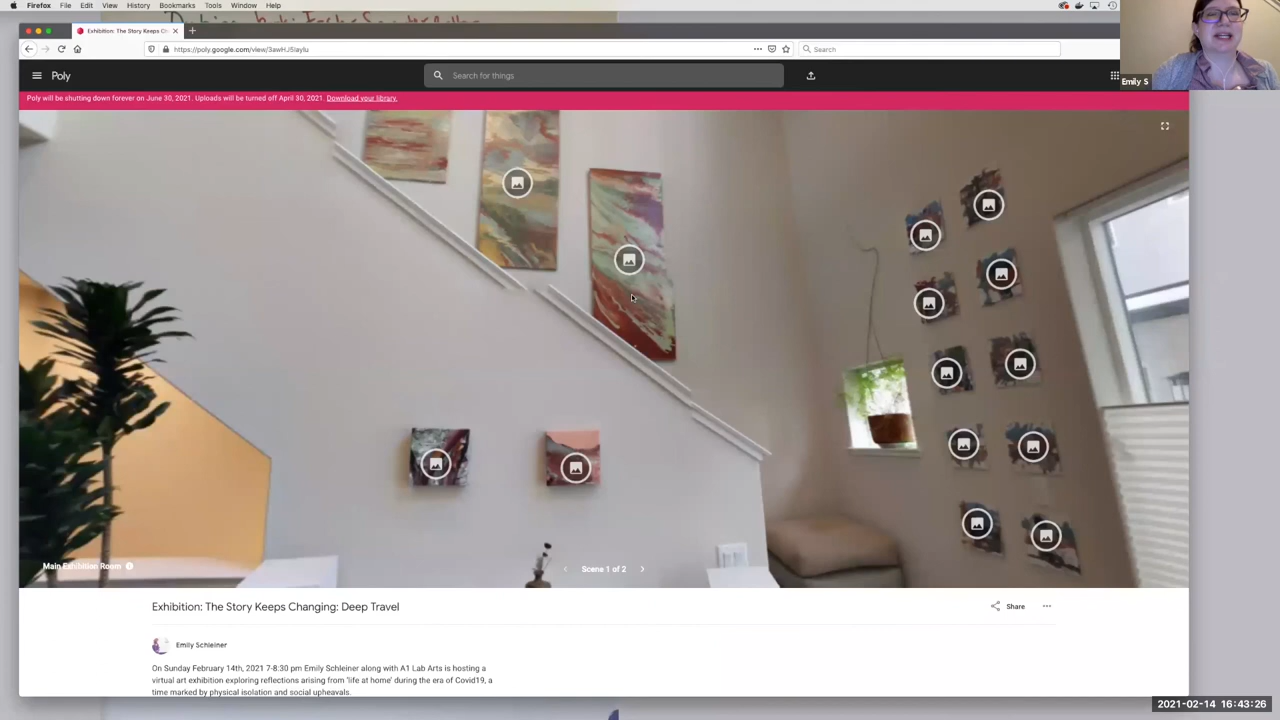 Firefox File Edit View History Bookmarks Tools Window Help
Exhibition: The Story Keeps Ch
https://poly.google.com/view/3awHJ5iaylu
Search
Emily S
Poly
Search for things
Poly will be shutting down forever on June 30, 2021. Uploads will be turned off April 30, 2021. Download your library.
Main Exhibition Room
Scene 1 of 2
Exhibition: The Story Keeps Changing: Deep Travel
Share
Emily Schleiner
On Sunday February 14th, 2021 7-8:30 pm Emily Schleiner along with A1 Lab Arts is hosting a
virtual art exhibition exploring reflections arising from 'life at home' during the era of Covid19, a
time marked by physical isolation and social upheavals.
2021-02-14 16:43:26